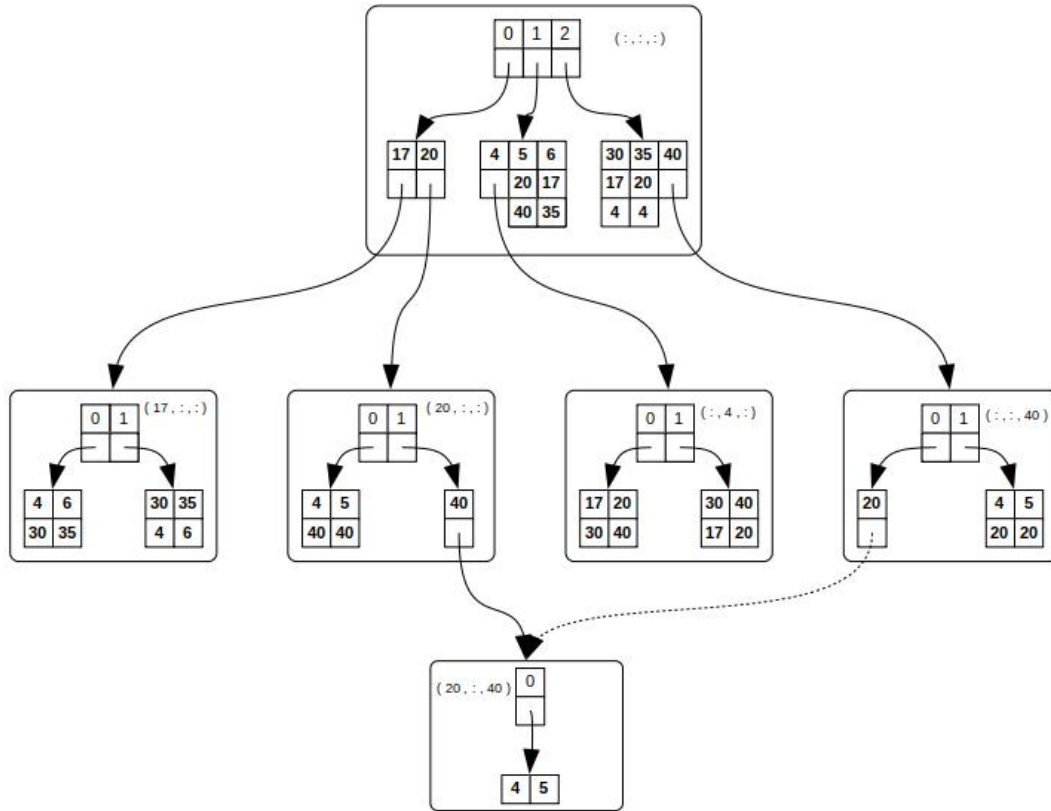 0 1 2 ( : , : , : )
17 20 4 5 6 30 35 40
20 17 17 20
40 35 4 4
0 1 ( 17 , : , : )
4 6 30 35
30 35 4 6
0 1 ( 20 , : , : )
4 5 40
40 40
0 1 ( : , 4 , : )
17 20 30 40
30 40 17 20
0 1 ( : , : , 40 )
20 4 5
20 20
( 20 , : , 40 ) 0
4 5